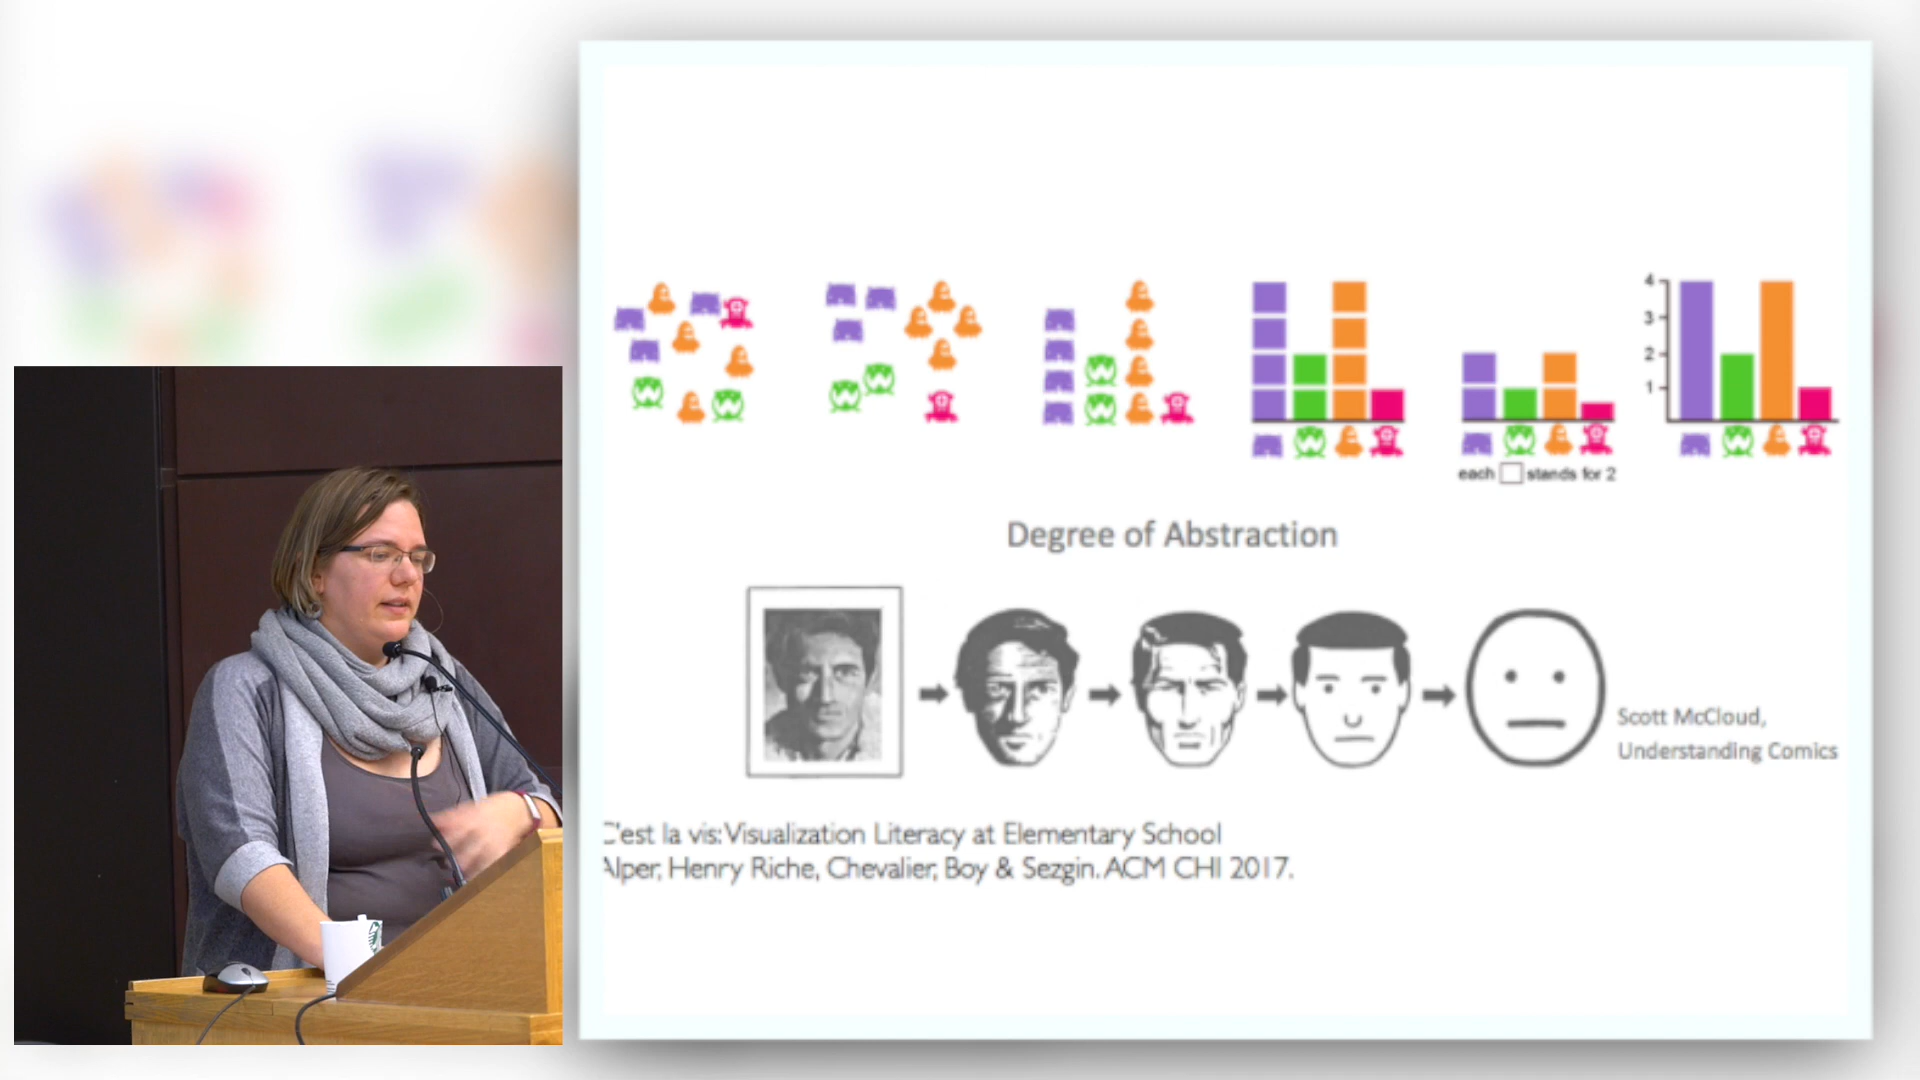 4
3
2
1
each stands for 2
Degree of Abstraction
Scott McCloud,
Understanding Comics
C'est la vis: Visualization Literacy at Elementary School
Alper, Henry Riche, Chevalier, Boy & Sezgin. ACM CHI 2017.